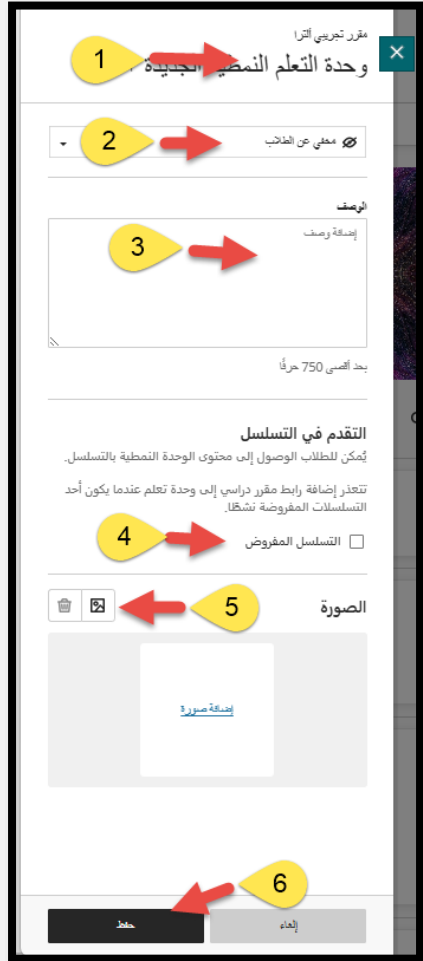 مقرر تجريبي ألترا
1
وحدة التعلم النمطية الجديدة
2
مخفي عن الطلاب
الوصف
إضافة وصف
3
بحد أقصى 750 حرفًا
التقدم في التسلسل
يُمكن للطلاب الوصول إلى محتوى الوحدة النمطية بالتسلسل.
تتعذر إضافة رابط مقرر دراسي إلى وحدة تعلم عندما يكون أحد
التسلسلات المفروضة نشطًا.
التسلسل المفروض
4
الصورة
5
إضافة صورة
6
إلغاء
حفظ